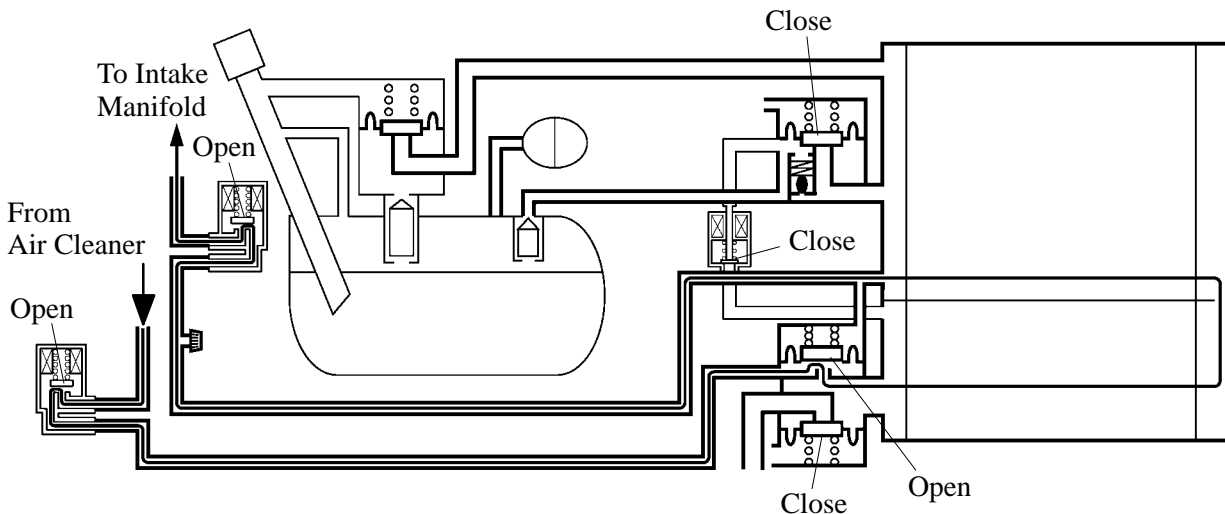 Close
To Intake
Manifold
Open
From
Air Cleaner
Close
Open
Close
Open